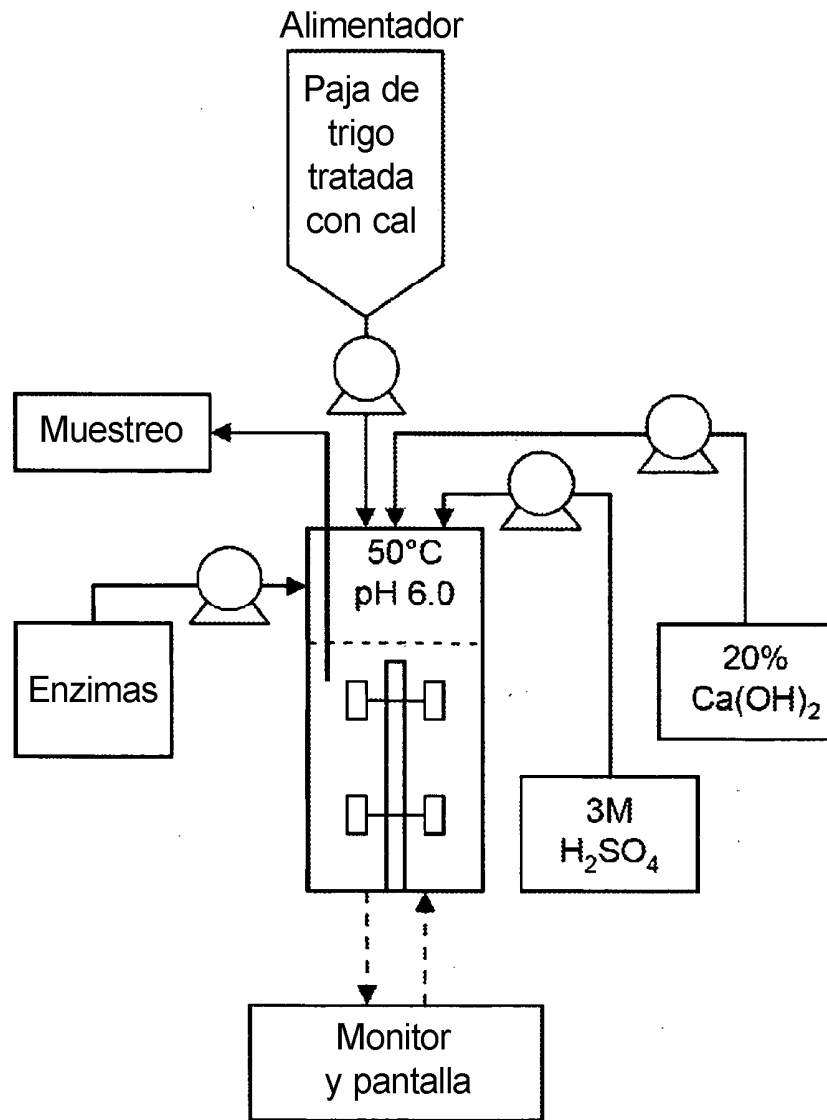 Alimentador
Paja de
trigo
tratada
con cal
Muestreo
50°C
pH 6.0
Enzimas
20%
Ca(OH)₂
3M
H₂SO₄
Monitor
y pantalla